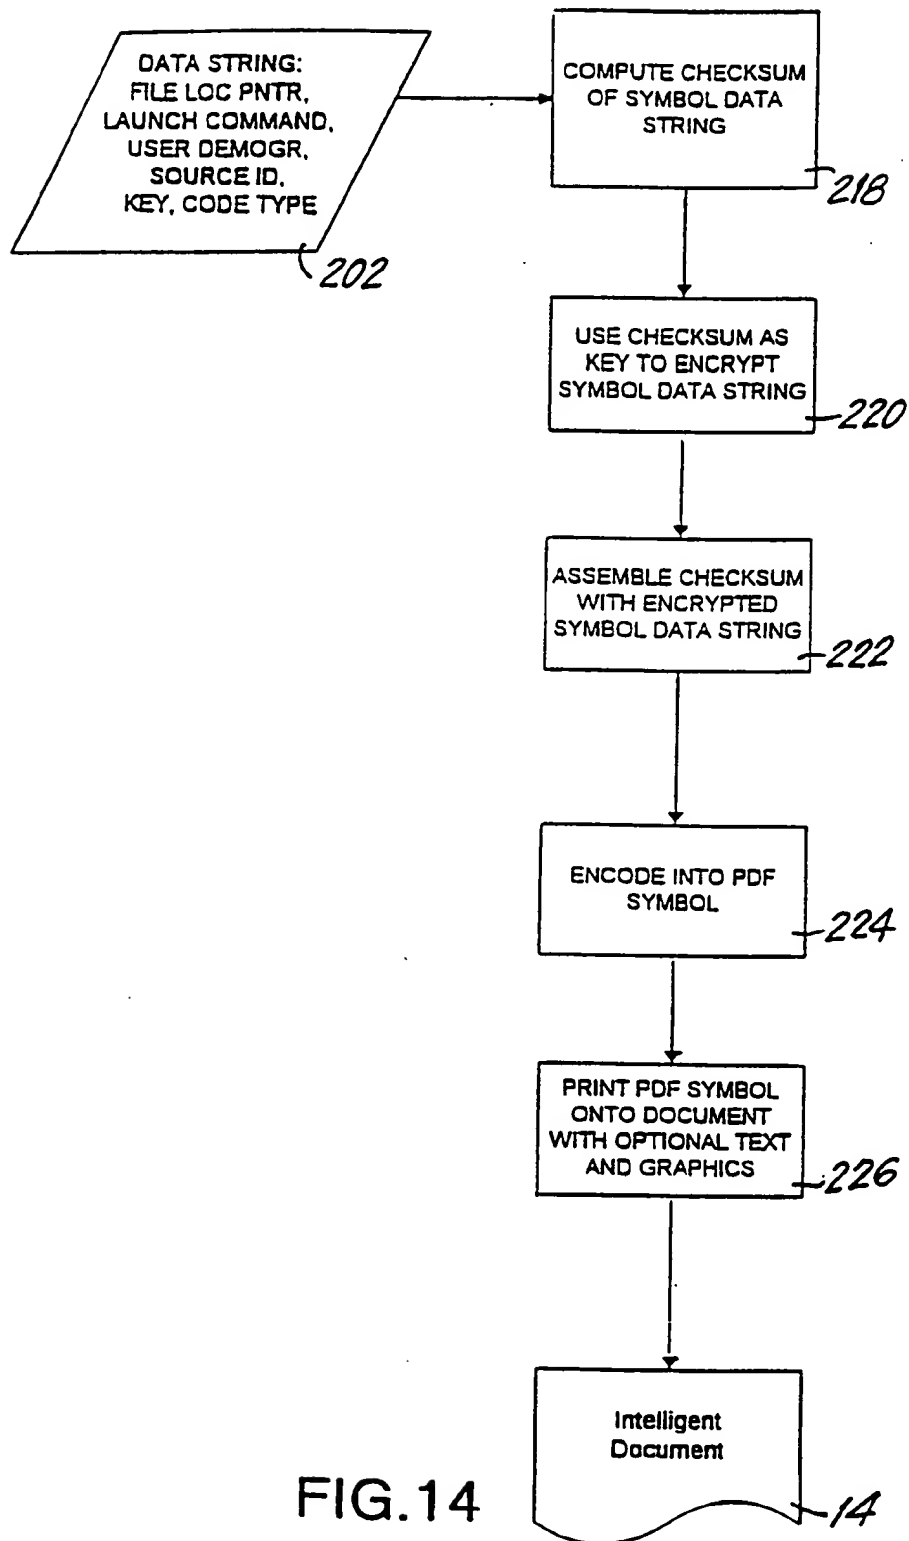 DATA STRING:
FILE LOC PNTR,
LAUNCH COMMAND,
USER DEMOGR,
SOURCE ID,
KEY, CODE TYPE
202
COMPUTE CHECKSUM
OF SYMBOL DATA
STRING
218
USE CHECKSUM AS
KEY TO ENCRYPT
SYMBOL DATA STRING
220
ASSEMBLE CHECKSUM
WITH ENCRYPTED
SYMBOL DATA STRING
222
ENCODE INTO PDF
SYMBOL
224
PRINT PDF SYMBOL
ONTO DOCUMENT
WITH OPTIONAL TEXT
AND GRAPHICS
226
Intelligent
Document
14
FIG.14